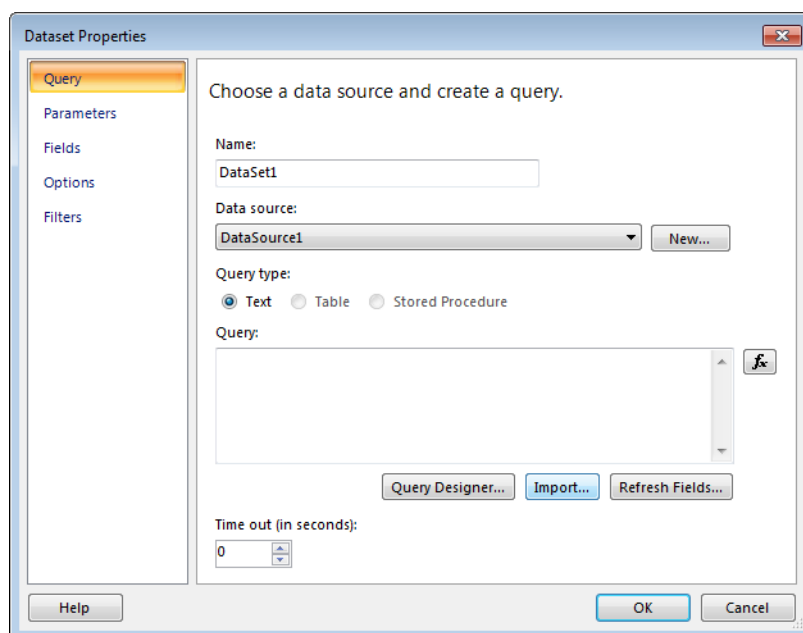 Dataset Properties
Query
Parameters
Fields
Options
Filters
Choose a data source and create a query.
Name:
DataSet1
Data source:
DataSource1
New...
Query type:
Text Table Stored Procedure
Query:
fx
Query Designer... Import... Refresh Fields...
Time out (in seconds):
0
Help
OK Cancel